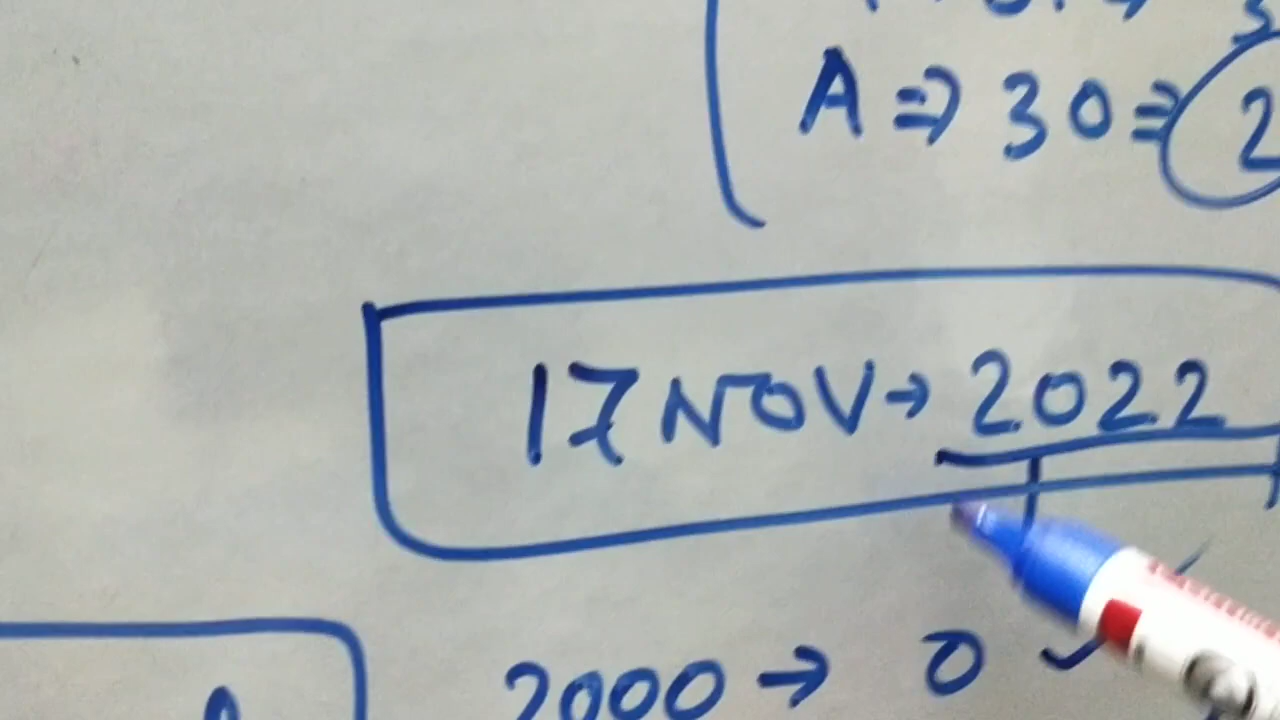 A ⇒ 30 ⇒ 2
17 NOV → 2022
2000 → 0 ✓